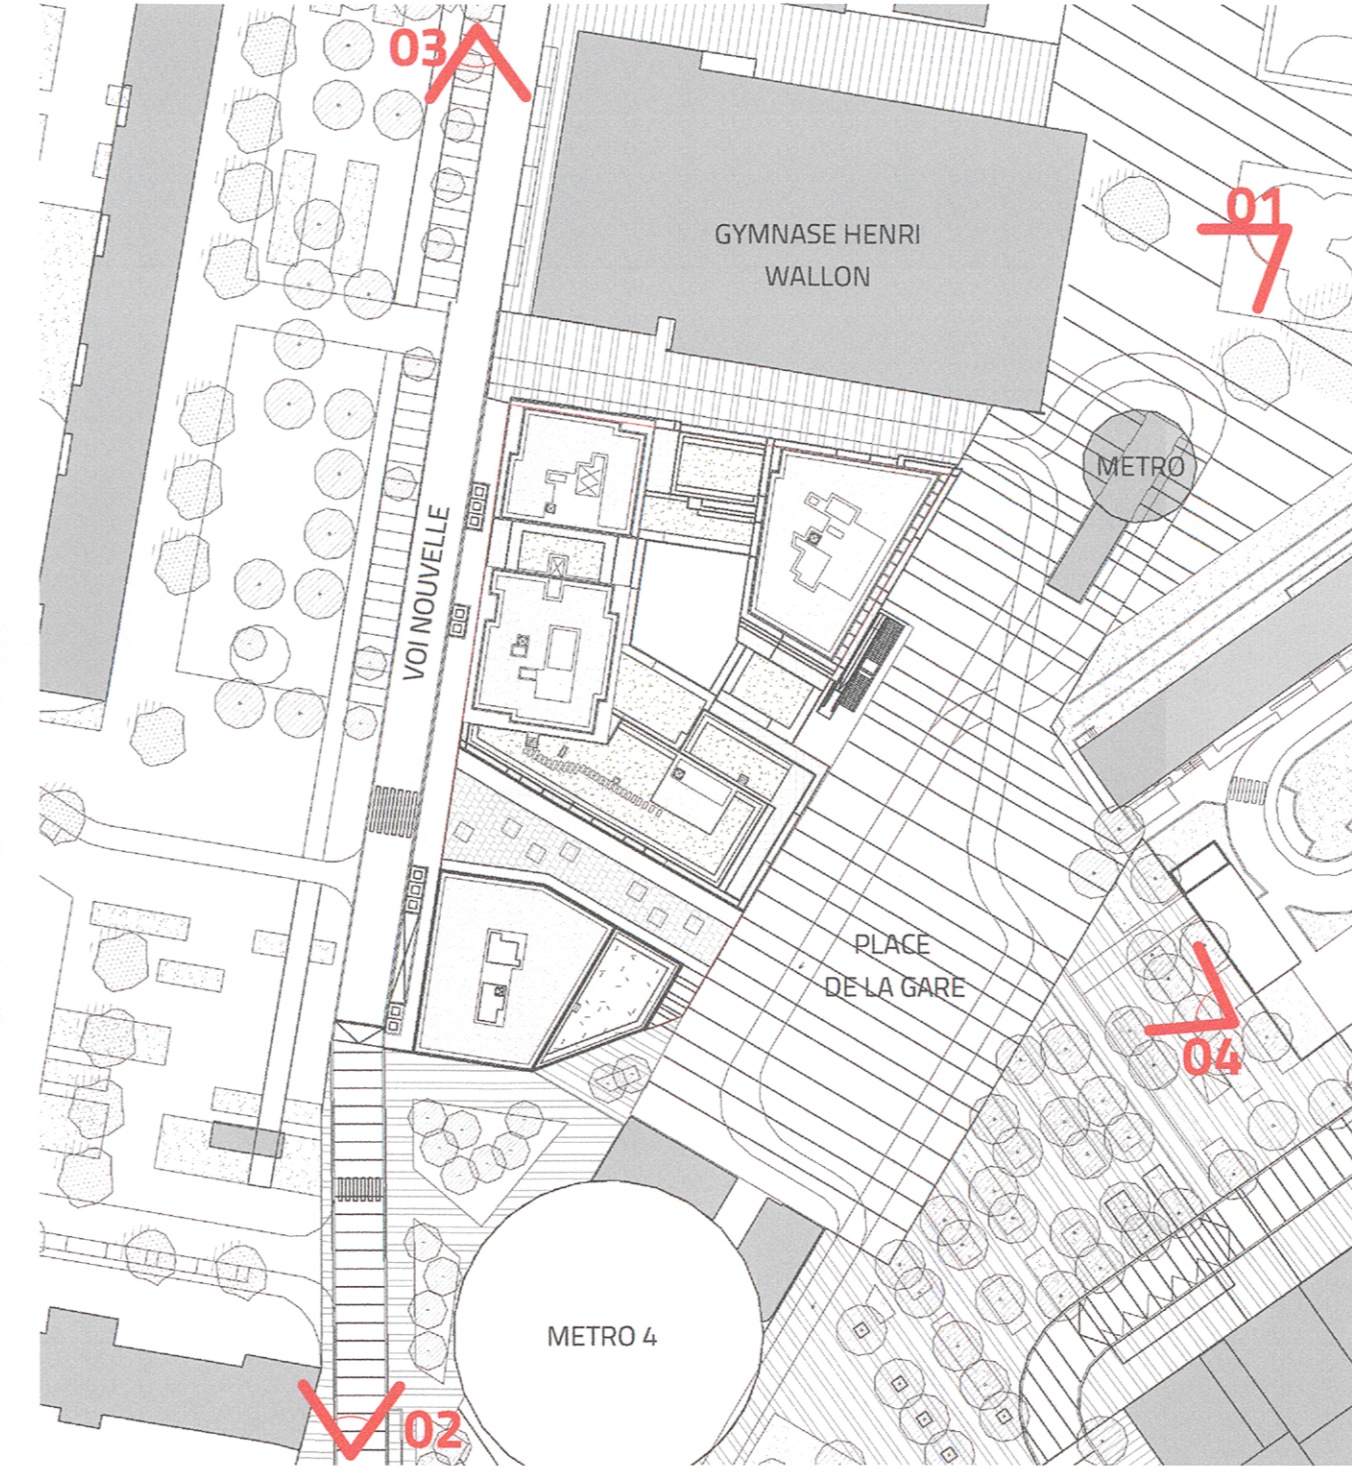 03
GYMNASE HENRI
WALLON
01
METRO
VOI NOUVELLE
PLACE
DE LA GARE
04
METRO 4
02